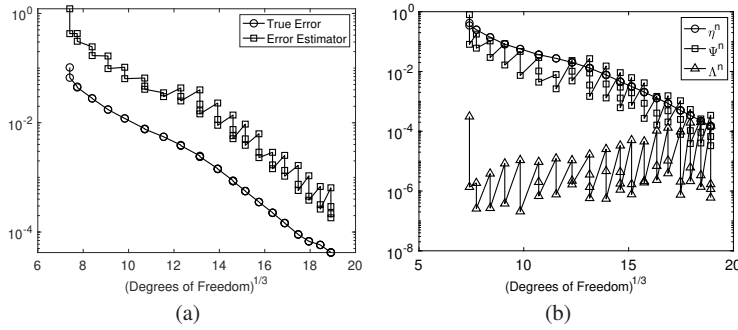 10^0
10^-2
10^-4
6 8 10 12 14 16 18 20
(Degrees of Freedom)^1/3
True Error
Error Estimator
(a)
10^0
10^-2
10^-4
10^-6
10^-8
5 10 15 20
(Degrees of Freedom)^1/3
η^n
Ψ^n
Λ^n
(b)